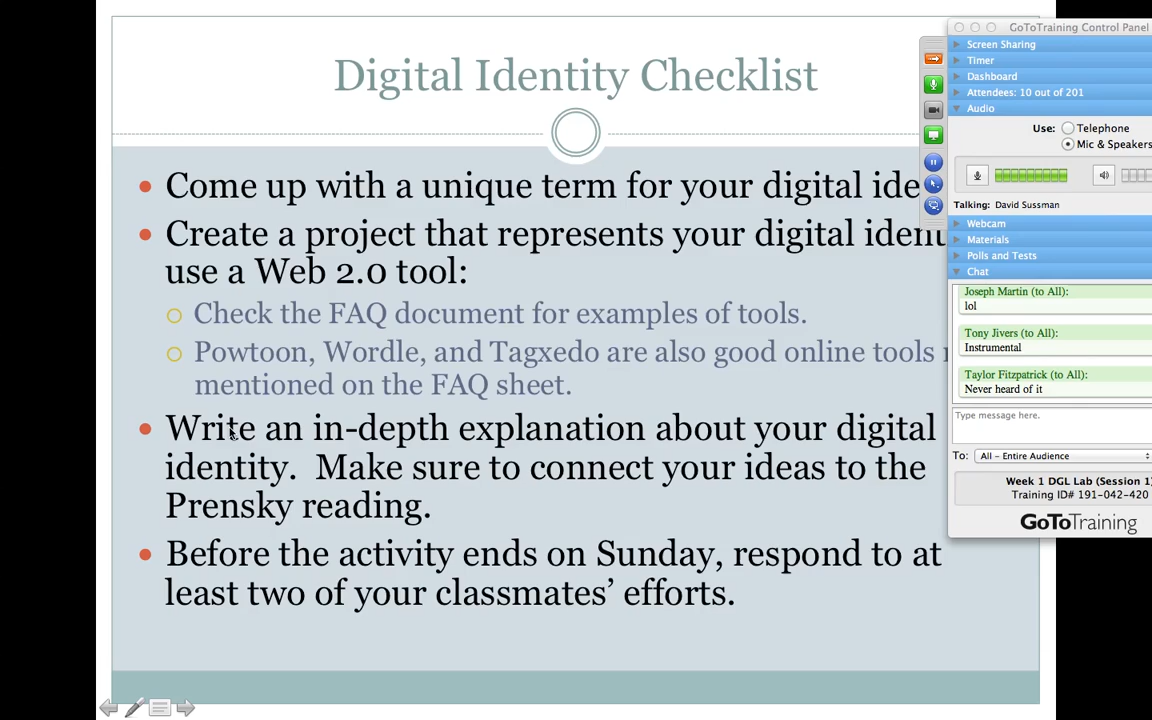 Digital Identity Checklist
Come up with a unique term for your digital ide
Create a project that represents your digital ident
use a Web 2.0 tool:
Check the FAQ document for examples of tools.
Powtoon, Wordle, and Tagxedo are also good online tools
mentioned on the FAQ sheet.
Write an in-depth explanation about your digital
identity. Make sure to connect your ideas to the
Prensky reading.
Before the activity ends on Sunday, respond to at
least two of your classmates’ efforts.
GoToTraining Control Panel
Screen Sharing
Timer
Dashboard
Attendees: 10 out of 201
Audio
Use: Telephone
Mic & Speakers
Talking: David Sussman
Webcam
Materials
Polls and Tests
Chat
Joseph Martin (to All):
lol
Tony Jivers (to All):
Instrumental
Taylor Fitzpatrick (to All):
Never heard of it
Type message here.
To: All – Entire Audience
Week 1 DGL Lab (Session 1)
Training ID# 191-042-420
GoToTraining